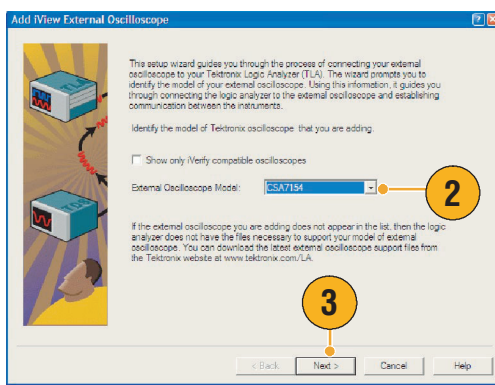 Add iView External Oscilloscope
This setup wizard guides you through the process of connecting your external
oscilloscope to your Tektronix Logic Analyzer (TLA). The wizard prompts you to
identify the model of your external oscilloscope. Using this information, it guides you
through connecting the logic analyzer to the external oscilloscope and establishing
communication between the instruments.
Identify the model of Tektronix oscilloscope that you are adding.
Show only iVerify compatible oscilloscopes
External Oscilloscope Model: CSA7154
2
If the external oscilloscope you are adding does not appear in the list, then the logic
analyzer does not have the files necessary to support your model of external
oscilloscope. You can download the latest external oscilloscope support files from
the Tektronix website at www.tektronix.com/LA.
3
< Back Next > Cancel Help
TLA
TDS